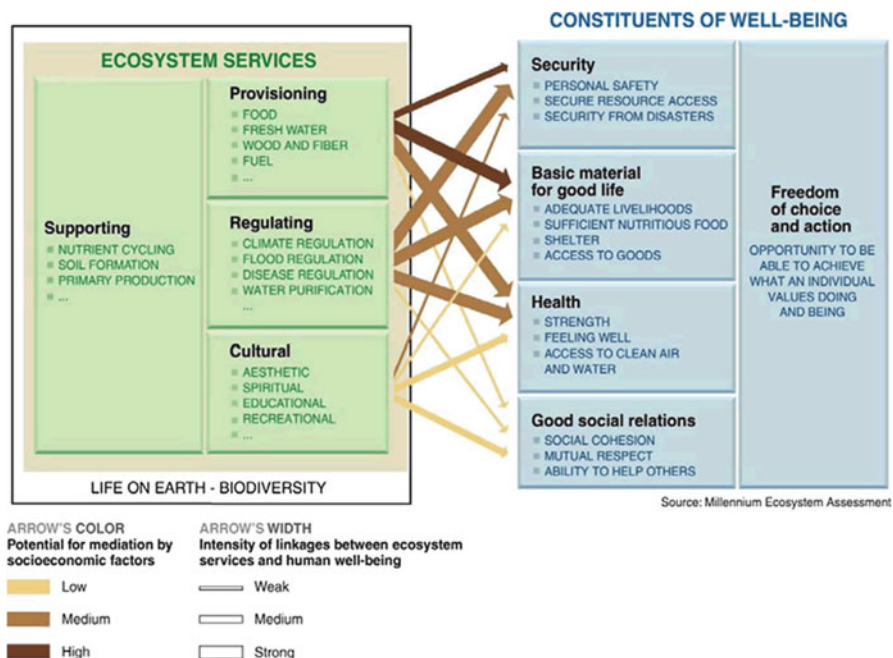 CONSTITUENTS OF WELL-BEING
ECOSYSTEM SERVICES
Supporting
NUTRIENT CYCLING
SOIL FORMATION
PRIMARY PRODUCTION
...
Provisioning
FOOD
FRESH WATER
WOOD AND FIBER
FUEL
...
Regulating
CLIMATE REGULATION
FLOOD REGULATION
DISEASE REGULATION
WATER PURIFICATION
...
Cultural
AESTHETIC
SPIRITUAL
EDUCATIONAL
RECREATIONAL
...
LIFE ON EARTH - BIODIVERSITY
Security
PERSONAL SAFETY
SECURE RESOURCE ACCESS
SECURITY FROM DISASTERS
Basic material
for good life
ADEQUATE LIVELIHOODS
SUFFICIENT NUTRITIOUS FOOD
SHELTER
ACCESS TO GOODS
Health
STRENGTH
FEELING WELL
ACCESS TO CLEAN AIR
AND WATER
Good social relations
SOCIAL COHESION
MUTUAL RESPECT
ABILITY TO HELP OTHERS
Freedom
of choice
and action
OPPORTUNITY TO BE
ABLE TO ACHIEVE
WHAT AN INDIVIDUAL
VALUES DOING
AND BEING
Source: Millennium Ecosystem Assessment
ARROW'S COLOR
Potential for mediation by
socioeconomic factors
Low
Medium
High
ARROW'S WIDTH
Intensity of linkages between ecosystem
services and human well-being
Weak
Medium
Strong